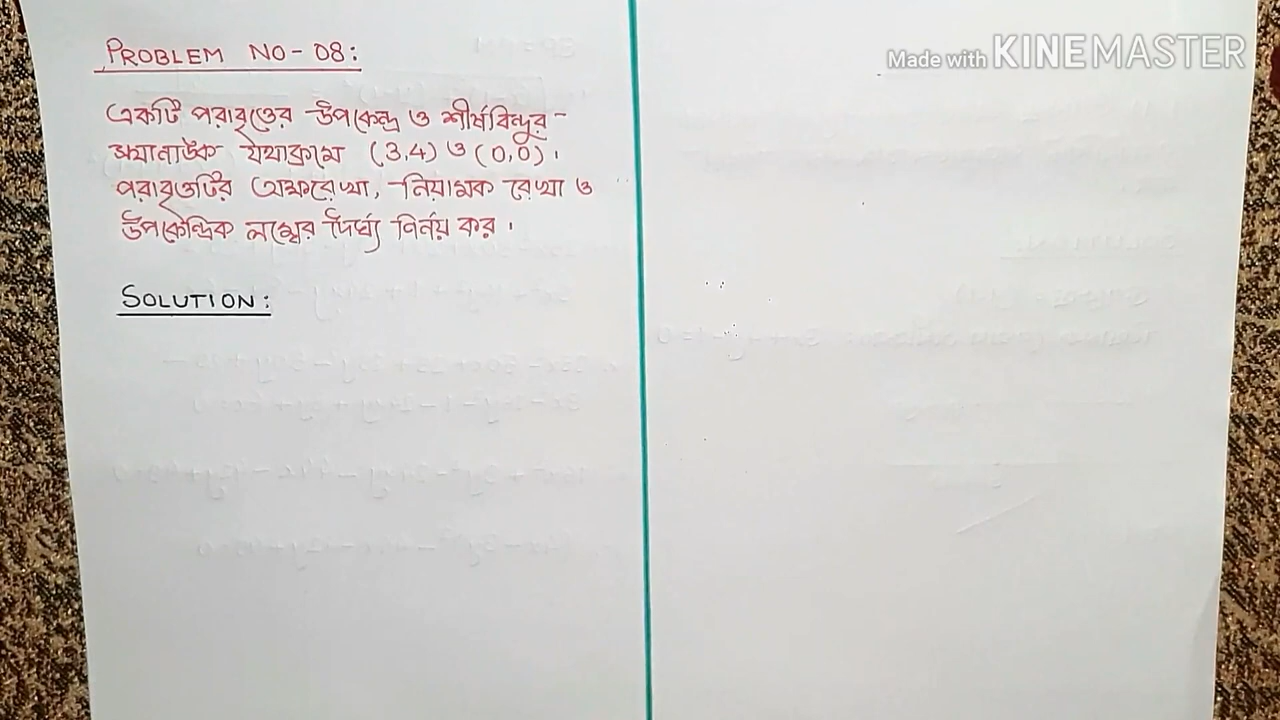 PROBLEM NO-08:
Made with KINEMASTER
একটি পরাবৃত্তের উপকেন্দ্র ও শীর্ষবিন্দুর-
স্থানাঙ্ক যথাক্রমে (3,4) ও (0,0)।
পরাবৃত্তটির অক্ষরেখা, নিয়ামক রেখা ও
উপকেন্দ্রিক লম্বের দৈর্ঘ্য নির্নয় কর।
SOLUTION: